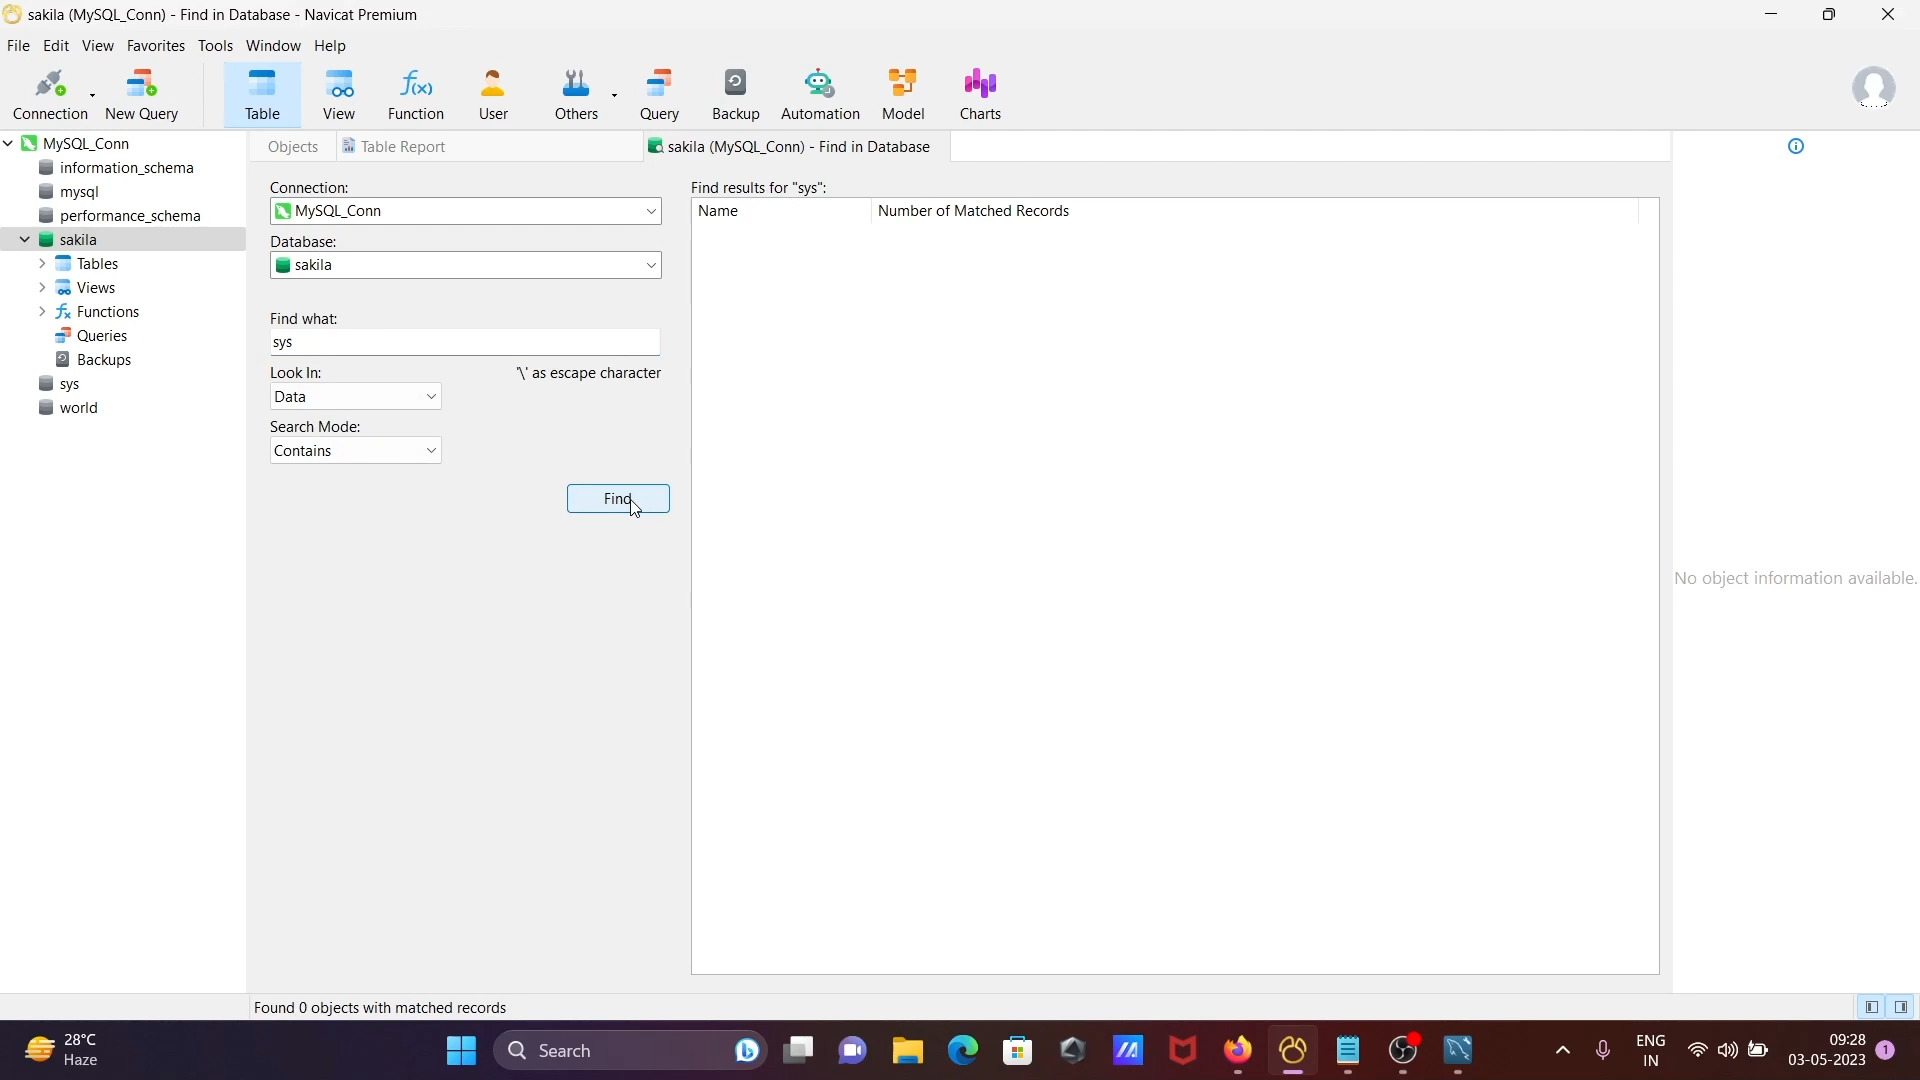 sakila (MySQL_Conn) - Find in Database - Navicat Premium
File Edit View Favorites Tools Window Help
Connection New Query Table View Function User Others Query Backup Automation Model Charts
MySQL_Conn
information_schema
mysql
performance_schema
sakila
Tables
Views
Functions
Queries
Backups
sys
world
Objects Table Report sakila (MySQL_Conn) - Find in Database
Connection:
MySQL_Conn
Database:
sakila
Find what:
sys
Look In: '\' as escape character
Data
Search Mode:
Contains
Find
Find results for "sys":
Name Number of Matched Records
No object information available.
Found 0 objects with matched records
28°C
Haze
Search
ENG
IN
09:28
03-05-2023
1